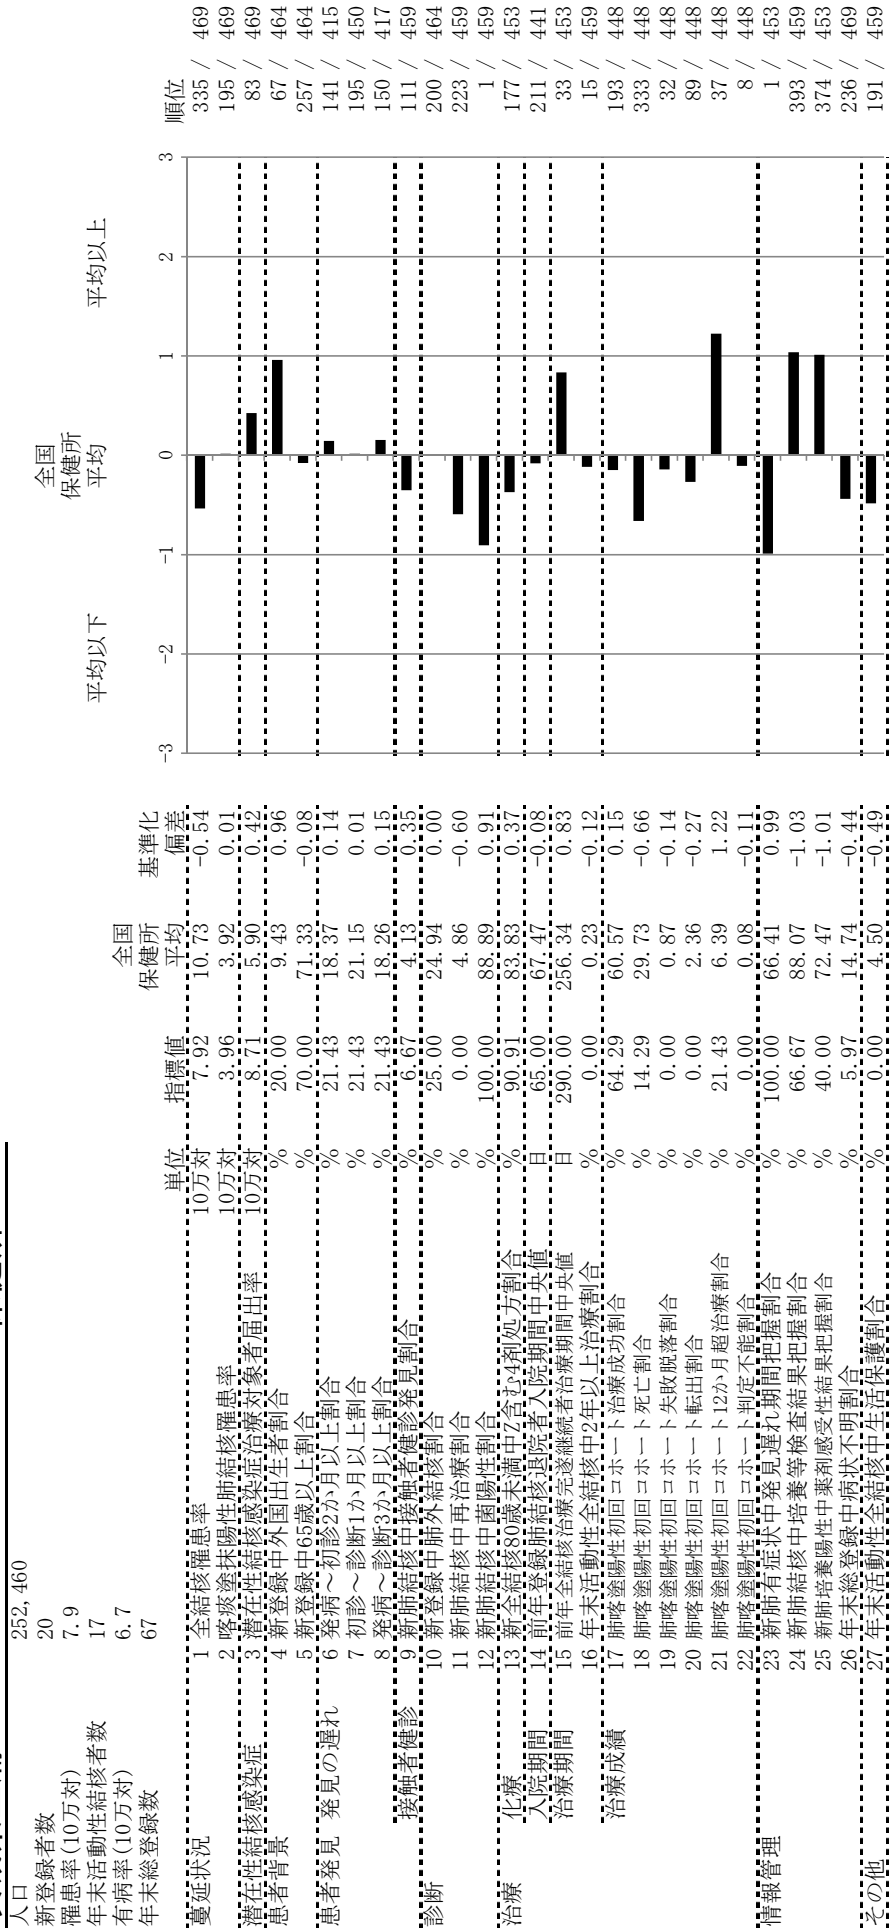 人口 252,460
新登録者数 20
罹患率(10万対) 7.9
年末活動性結核者数 17
有病率(10万対) 6.7
年末総登録数 67
単位 指標値 全国保健所平均 基準化偏差 平均以下 全国保健所平均 平均以上 順位
-3 -2 -1 0 1 2 3
蔓延状況 1 全結核罹患率 10万対 7.92 10.73 -0.54 335 / 469
2 喀痰塗抹陽性肺結核罹患率 10万対 3.96 3.92 0.01 195 / 469
潜在性結核感染症 3 潜在性結核感染症治療対象者届出率 10万対 8.71 5.90 0.42 83 / 469
患者背景 4 新登録中外国出生者割合 % 20.00 9.43 0.96 67 / 464
5 新登録中65歳以上割合 % 70.00 71.33 -0.08 257 / 464
患者発見 発見の遅れ 6 発病～初診2か月以上割合 % 21.43 18.37 0.14 141 / 415
7 初診～診断1か月以上割合 % 21.43 21.15 0.01 195 / 450
8 発病～診断3か月以上割合 % 21.43 18.26 0.15 150 / 417
接触者健診 9 新肺結核中接触者健診発見割合 % 6.67 4.13 0.35 111 / 459
診断 10 新登録中肺外結核割合 % 25.00 24.94 0.00 200 / 464
11 新肺結核中再治療割合 % 0.00 4.86 -0.60 223 / 459
12 新肺結核中菌陽性割合 % 100.00 88.89 0.91 1 / 459
治療 化療 13 新全結核80歳未満中Z含む4剤処方割合 % 90.91 83.83 0.37 177 / 453
入院期間 14 前年登録肺結核退院者入院期間中央値 日 65.00 67.47 -0.08 211 / 441
治療期間 15 前年全結核治療完遂継続者治療期間中央値 日 290.00 256.34 0.83 33 / 453
16 年末活動性全結核中2年以上治療割合 % 0.00 0.23 -0.12 15 / 459
治療成績 17 肺喀塗陽性初回コホート治療成功割合 % 64.29 60.57 0.15 193 / 448
18 肺喀塗陽性初回コホート死亡割合 % 14.29 29.73 -0.66 333 / 448
19 肺喀塗陽性初回コホート失敗脱落割合 % 0.00 0.87 -0.14 32 / 448
20 肺喀塗陽性初回コホート転出割合 % 0.00 2.36 -0.27 89 / 448
21 肺喀塗陽性初回コホート12か月超治療割合 % 21.43 6.39 1.22 37 / 448
22 肺喀塗陽性初回コホート判定不能割合 % 0.00 0.08 -0.11 8 / 448
情報管理 23 新肺有症状中発見遅れ期間把握割合 % 100.00 66.41 0.99 1 / 453
24 新肺結核中培養等検査結果把握割合 % 66.67 88.07 -1.03 393 / 459
25 新肺培養陽性中薬剤感受性結果把握割合 % 40.00 72.47 -1.01 374 / 453
26 年末総登録中病状不明割合 % 5.97 14.74 -0.44 236 / 469
その他 27 年末活動性全結核中生活保護割合 % 0.00 4.50 -0.49 191 / 459